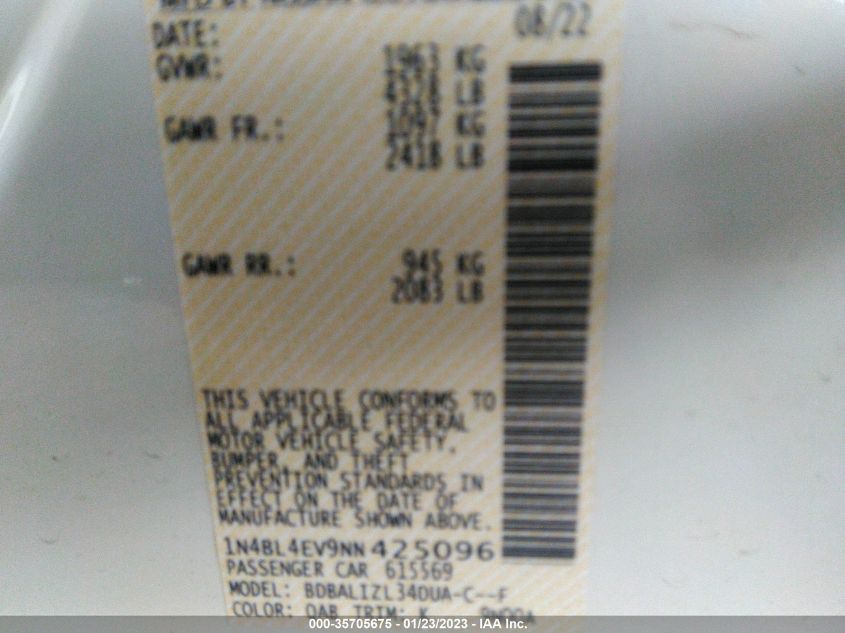 DATE: 08/22
GVWR: 1963 KG
4328 LB
GAWR FR.: 1097 KG
2418 LB
GAWR RR.: 945 KG
2083 LB
THIS VEHICLE CONFORMS TO
ALL APPLICABLE FEDERAL
MOTOR VEHICLE SAFETY,
BUMPER, AND THEFT
PREVENTION STANDARDS IN
EFFECT ON THE DATE OF
MANUFACTURE SHOWN ABOVE.
1N4BL4EV9NN425096
PASSENGER CAR 615569
MODEL: BDBALIZL34DUA-C--F
COLOR: QAB TRIM: K
000-35705675 - 01/23/2023 - IAA Inc.